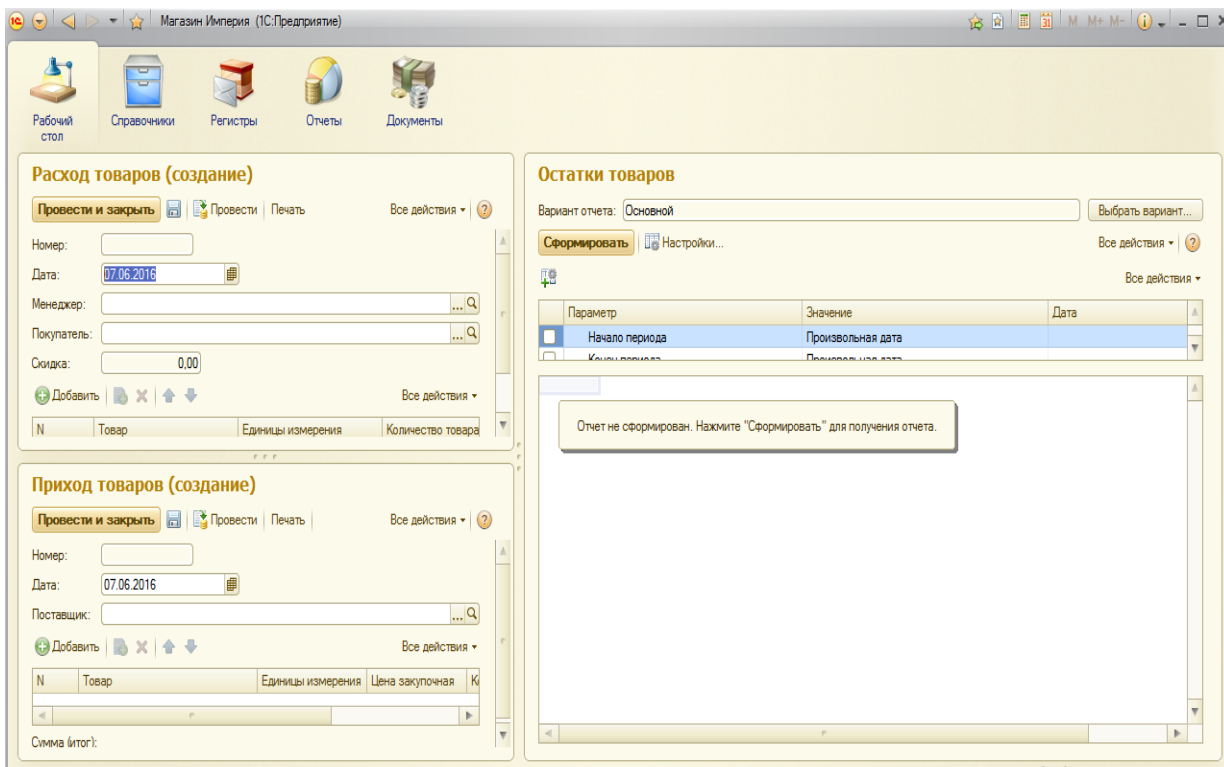 Магазин Империя (1С:Предприятие)
M M+ M-
Рабочий стол
Справочники
Регистры
Отчеты
Документы
Расход товаров (создание)
Провести и закрыть Провести Печать Все действия
Номер:
Дата: 07.06.2016
Менеджер:
Покупатель:
Скидка: 0,00
Добавить Все действия
N Товар Единицы измерения Количество товара
Приход товаров (создание)
Провести и закрыть Провести Печать Все действия
Номер:
Дата: 07.06.2016
Поставщик:
Добавить Все действия
N Товар Единицы измерения Цена закупочная
Сумма (итог):
Остатки товаров
Вариант отчета: Основной Выбрать вариант...
Сформировать Настройки... Все действия
Все действия
Параметр Значение Дата
Начало периода Произвольная дата
Конец периода Произвольная дата
Отчет не сформирован. Нажмите "Сформировать" для получения отчета.